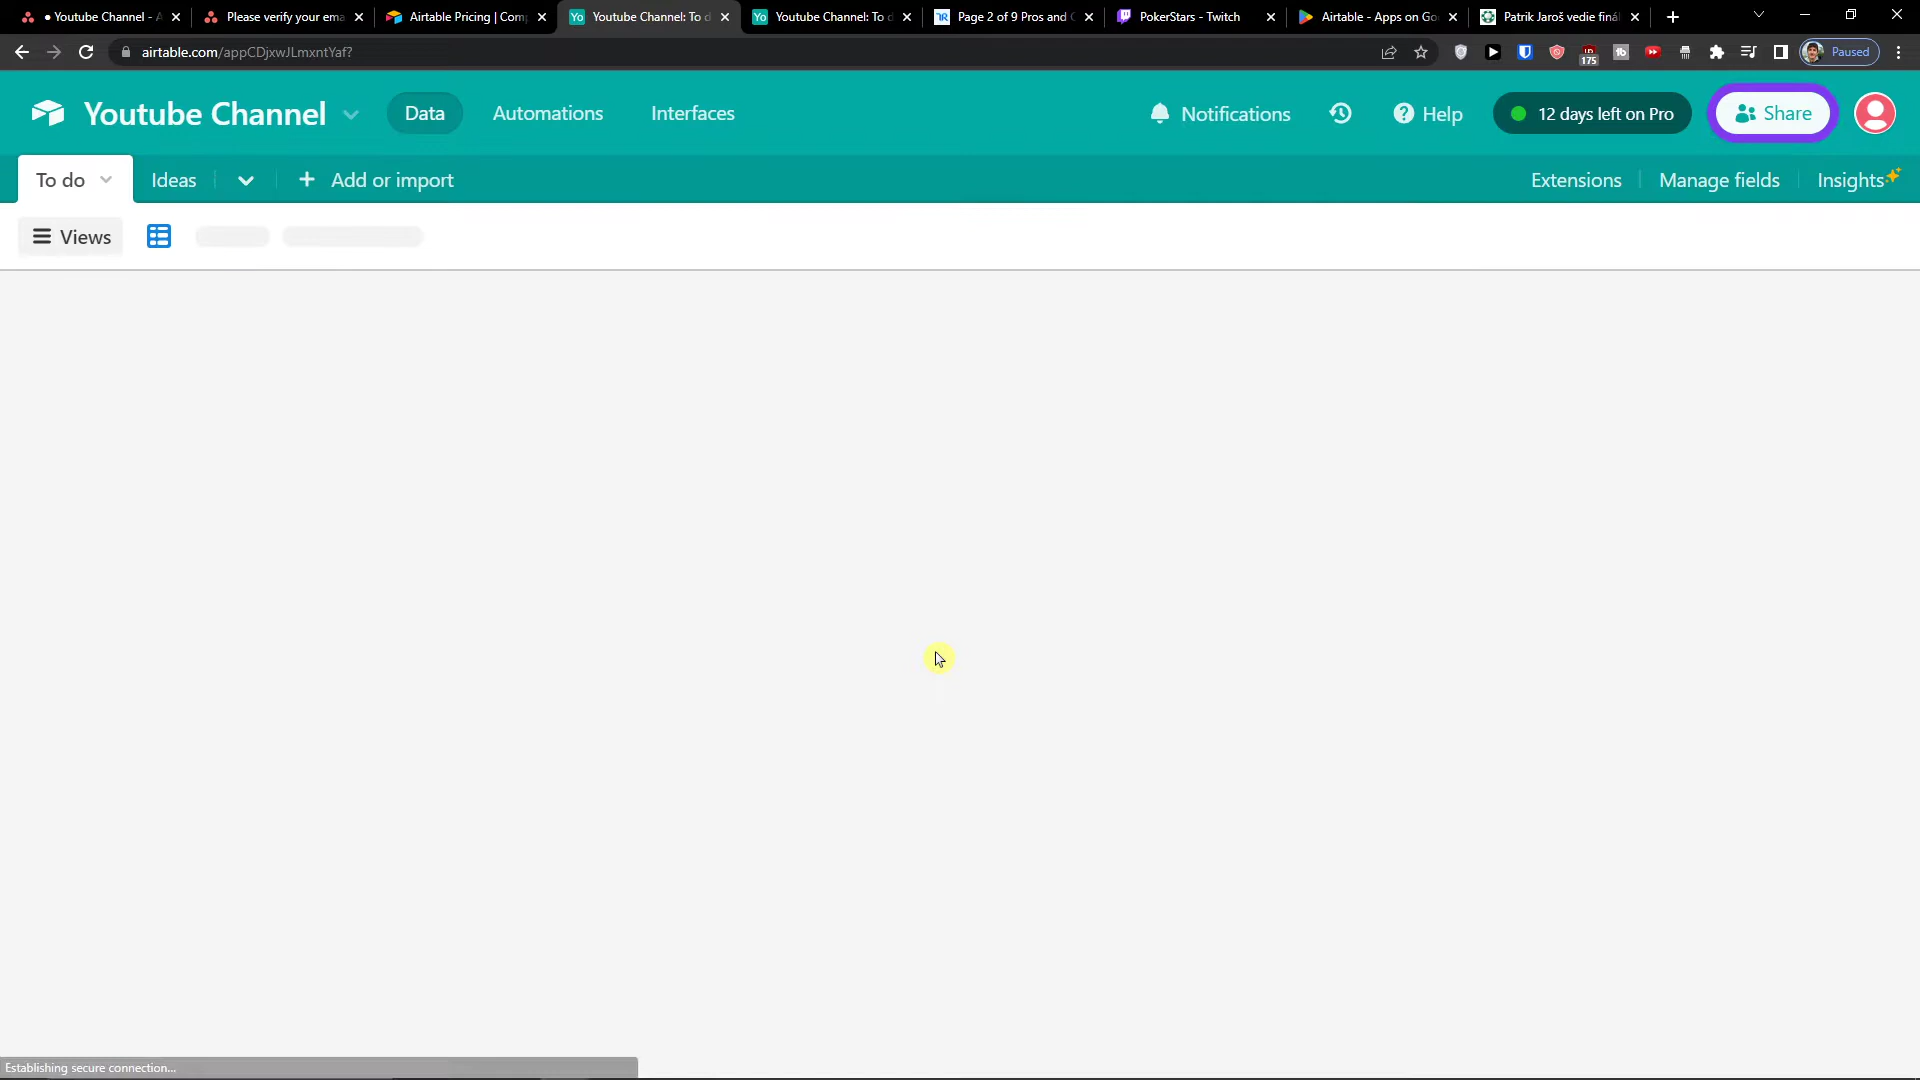 Youtube Channel - A
Please verify your ema
Airtable Pricing | Comp
Youtube Channel: To d
Youtube Channel: To d
Page 2 of 9 Pros and C
PokerStars - Twitch
Airtable - Apps on Go
Patrik Jaroš vedie finál
airtable.com/appCDjxwJLmxntYaf?
175
Paused
Youtube Channel
Data
Automations
Interfaces
Notifications
Help
12 days left on Pro
Share
To do
Ideas
Add or import
Extensions
Manage fields
Insights
Views
Establishing secure connection...